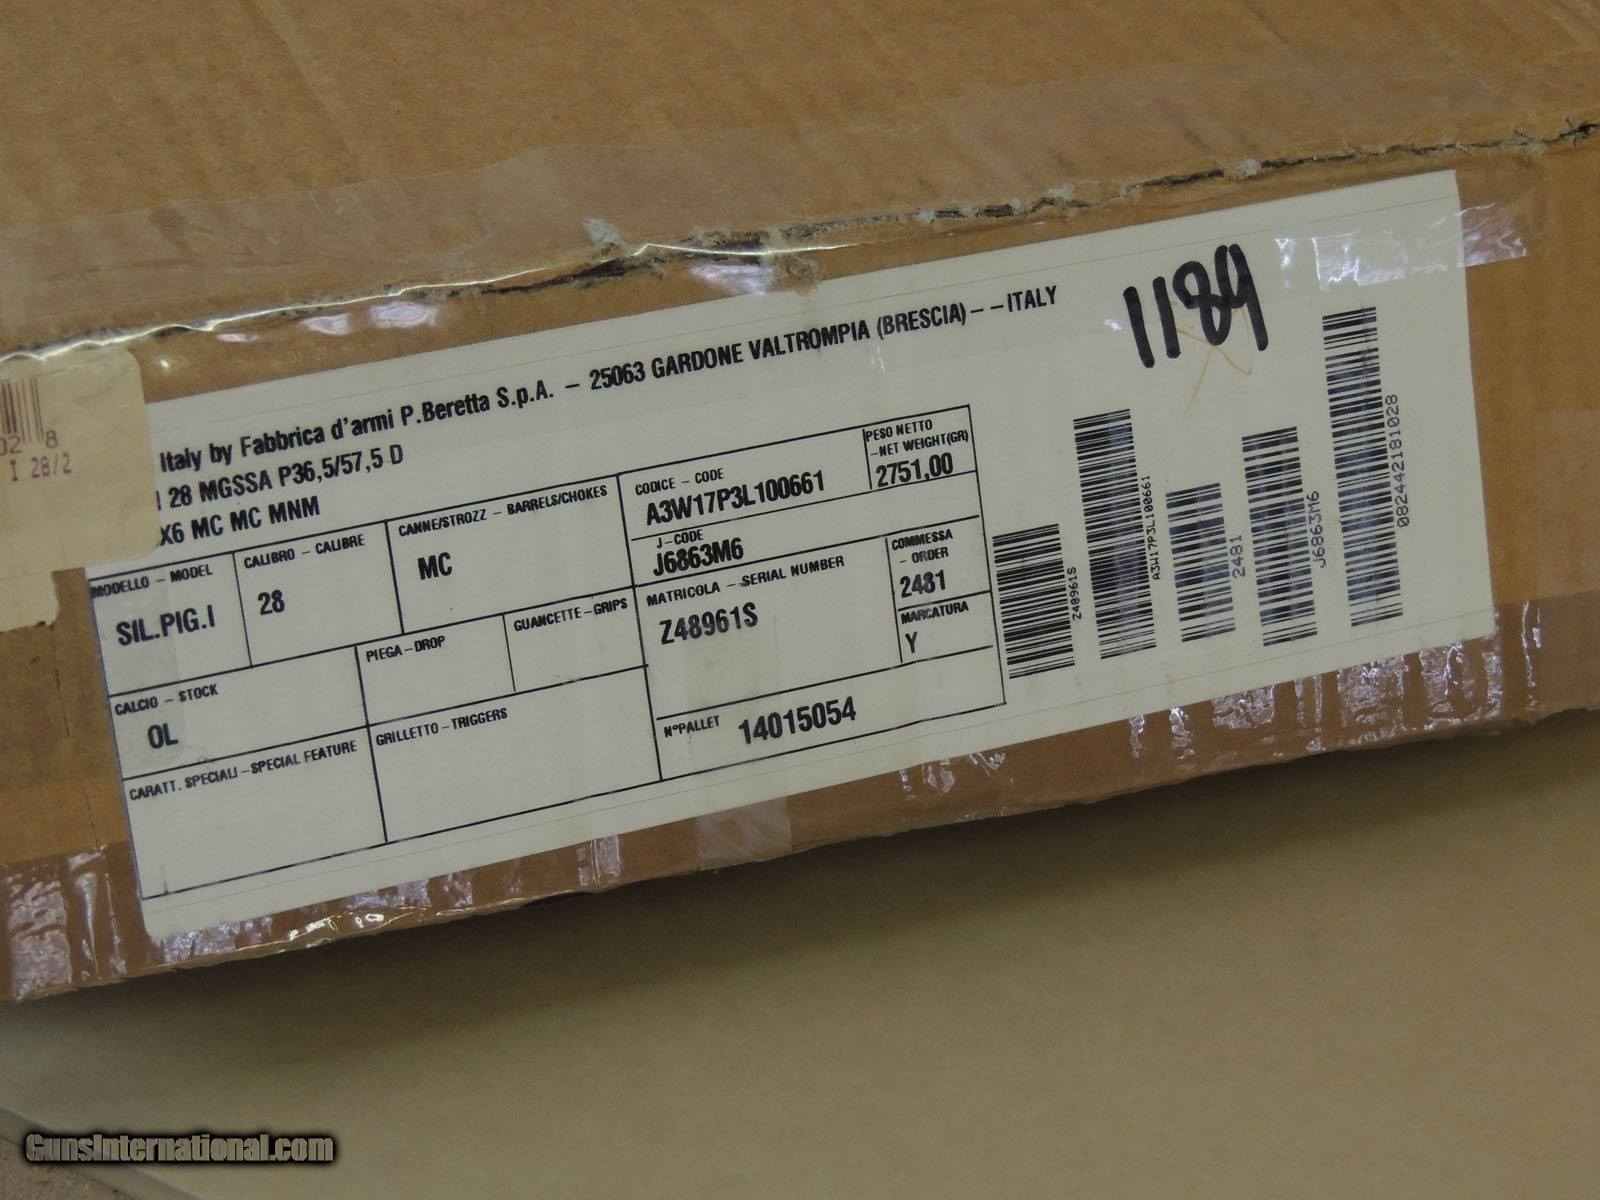 Italy by Fabbrica d'armi P.Beretta S.p.A. – 25063 GARDONE VALTROMPIA (BRESCIA)– –ITALY
28 MGSSA P36,5/57,5 D
X6 MC MC MNM
1189
8
I 28/2
MODELLO – MODEL
SIL.PIG.I
CALIBRO – CALIBRE
28
CANNE/STROZZ – BARRELS/CHOKES
MC
CODICE – CODE
A3W17P3L100661
PESO NETTO
–NET WEIGHT(GR)
2751,00
J–CODE
J6863M6
MATRICOLA – SERIAL NUMBER
Z48961S
COMMESSA
– ORDER
2481
MARCATURA
Y
CALCIO – STOCK
OL
PIEGA–DROP
GUANCETTE–GRIPS
CARATT. SPECIALI –SPECIAL FEATURE
GRILLETTO–TRIGGERS
N°PALLET 14015054
Z48961S
A3W17P3L100661
2481
J6863M6
082442181028
GunsInternational.com